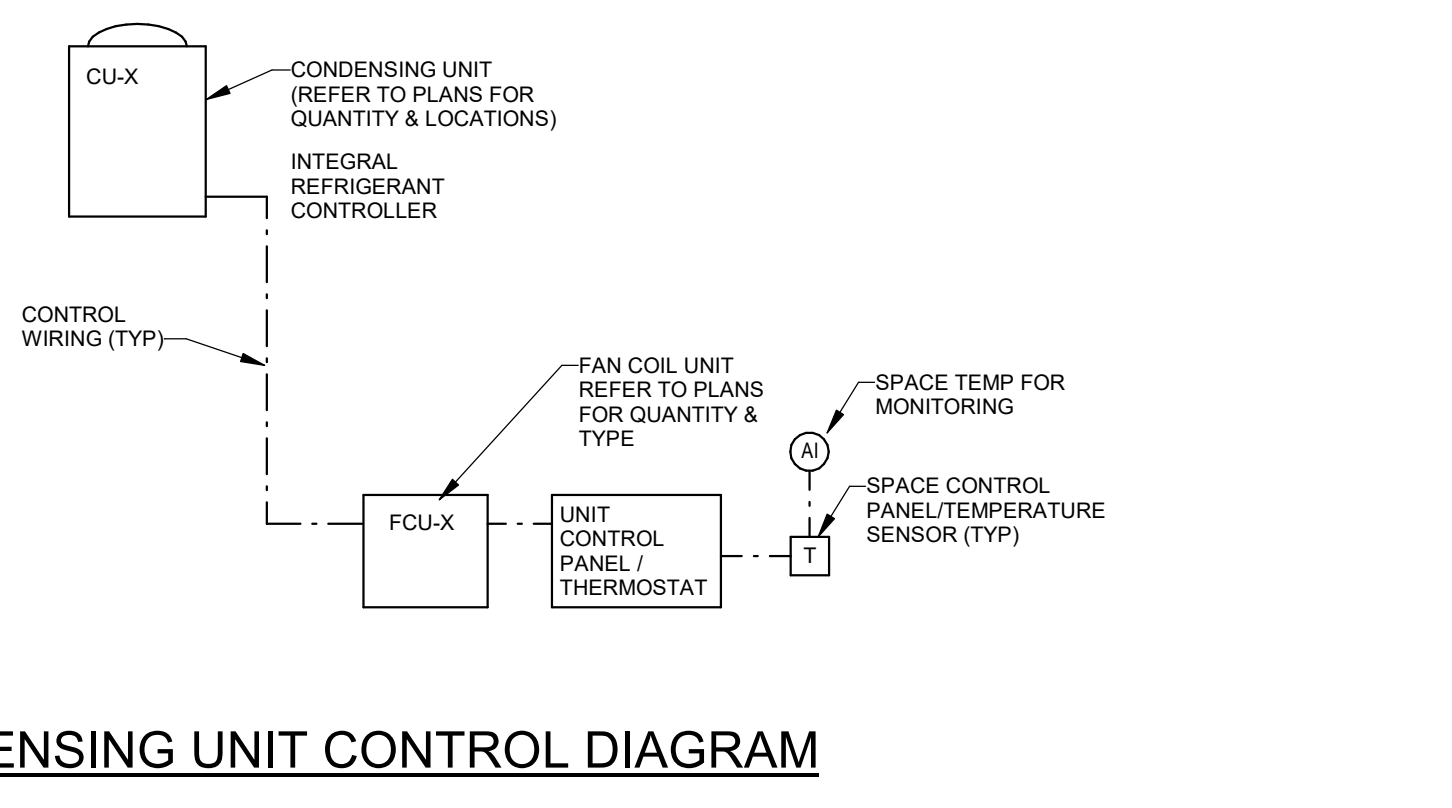 CU-X
CONDENSING UNIT
(REFER TO PLANS FOR
QUANTITY & LOCATIONS)
INTEGRAL
REFRIGERANT
CONTROLLER
CONTROL
WIRING (TYP)
FAN COIL UNIT
REFER TO PLANS
FOR QUANTITY &
TYPE
SPACE TEMP FOR
MONITORING
AI
SPACE CONTROL
PANEL/TEMPERATURE
SENSOR (TYP)
FCU-X
UNIT
CONTROL
PANEL /
THERMOSTAT
T
ENSING UNIT CONTROL DIAGRAM